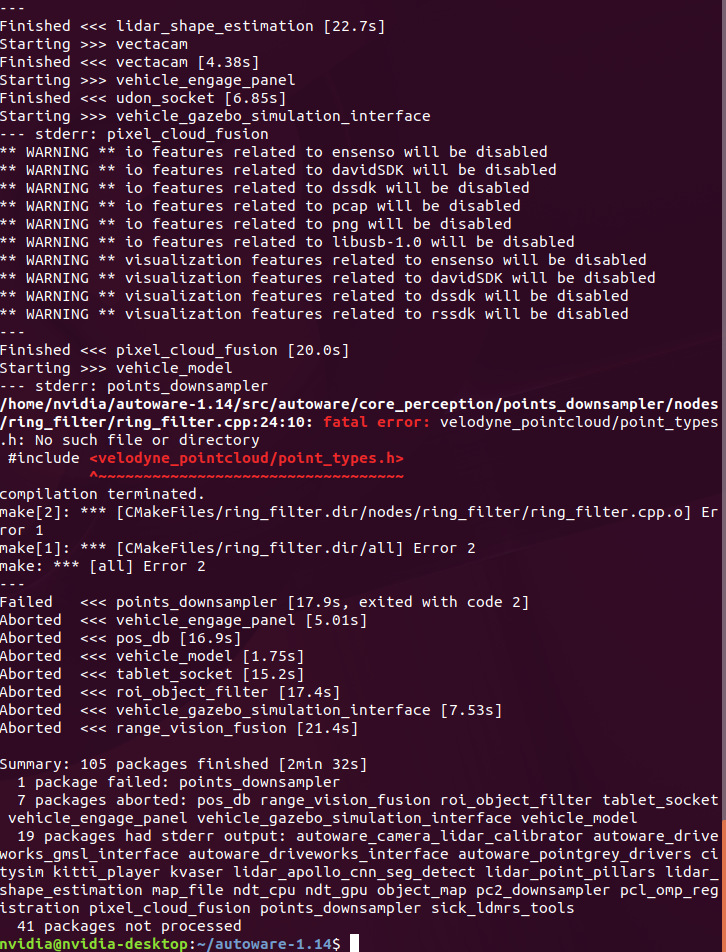 ---
Finished <<< lidar_shape_estimation [22.7s]
Starting >>> vectacam
Finished <<< vectacam [4.38s]
Starting >>> vehicle_engage_panel
Finished <<< udon_socket [6.85s]
Starting >>> vehicle_gazebo_simulation_interface
--- stderr: pixel_cloud_fusion
** WARNING ** io features related to ensenso will be disabled
** WARNING ** io features related to davidSDK will be disabled
** WARNING ** io features related to dssdk will be disabled
** WARNING ** io features related to pcap will be disabled
** WARNING ** io features related to png will be disabled
** WARNING ** io features related to libusb-1.0 will be disabled
** WARNING ** visualization features related to ensenso will be disabled
** WARNING ** visualization features related to davidSDK will be disabled
** WARNING ** visualization features related to dssdk will be disabled
** WARNING ** visualization features related to rssdk will be disabled
---
Finished <<< pixel_cloud_fusion [20.0s]
Starting >>> vehicle_model
--- stderr: points_downsampler
/home/nvidia/autoware-1.14/src/autoware/core_perception/points_downsampler/nodes
/ring_filter/ring_filter.cpp:24:10: fatal error: velodyne_pointcloud/point_types
.h: No such file or directory
 #include <velodyne_pointcloud/point_types.h>
          ^~~~~~~~~~~~~~~~~~~~~~~~~~~~~~~~~~~
compilation terminated.
make[2]: *** [CMakeFiles/ring_filter.dir/nodes/ring_filter/ring_filter.cpp.o] Er
ror 1
make[1]: *** [CMakeFiles/ring_filter.dir/all] Error 2
make: *** [all] Error 2
---
Failed   <<< points_downsampler [17.9s, exited with code 2]
Aborted  <<< vehicle_engage_panel [5.01s]
Aborted  <<< pos_db [16.9s]
Aborted  <<< vehicle_model [1.75s]
Aborted  <<< tablet_socket [15.2s]
Aborted  <<< roi_object_filter [17.4s]
Aborted  <<< vehicle_gazebo_simulation_interface [7.53s]
Aborted  <<< range_vision_fusion [21.4s]

Summary: 105 packages finished [2min 32s]
  1 package failed: points_downsampler
  7 packages aborted: pos_db range_vision_fusion roi_object_filter tablet_socket
 vehicle_engage_panel vehicle_gazebo_simulation_interface vehicle_model
  19 packages had stderr output: autoware_camera_lidar_calibrator autoware_drive
works_gmsl_interface autoware_driveworks_interface autoware_pointgrey_drivers ci
tysim kitti_player kvaser lidar_apollo_cnn_seg_detect lidar_point_pillars lidar_
shape_estimation map_file ndt_cpu ndt_gpu object_map pc2_downsampler pcl_omp_reg
istration pixel_cloud_fusion points_downsampler sick_ldmrs_tools
  41 packages not processed
nvidia@nvidia-desktop:~/autoware-1.14$